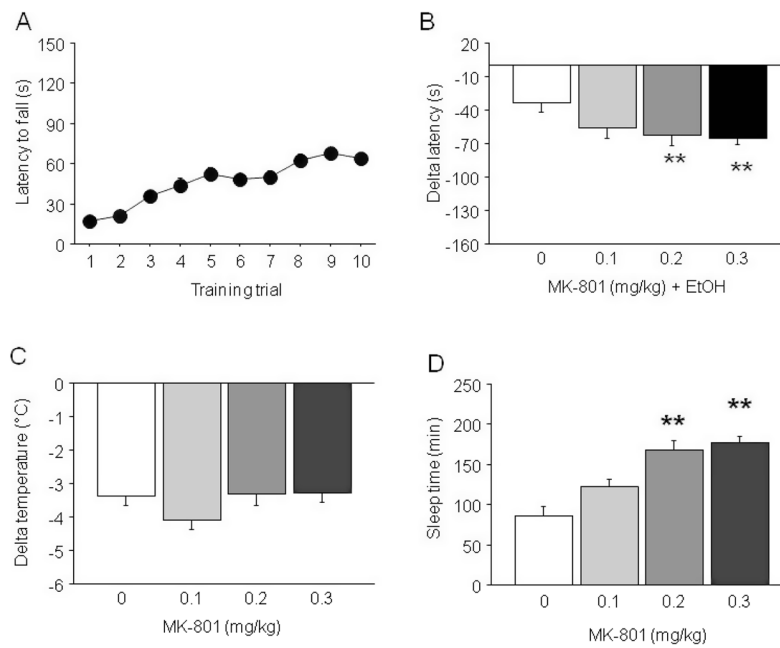 A
Latency to fall (s)
150
120
90
60
30
0
1 2 3 4 5 6 7 8 9 10
Training trial
B
Delta latency (s)
20
-10
-40
-70
-100
-130
-160
** **
0 0.1 0.2 0.3
MK-801 (mg/kg) + EtOH
C
Delta temperature (°C)
0
-1
-2
-3
-4
-5
-6
0 0.1 0.2 0.3
MK-801 (mg/kg)
D
Sleep time (min)
250
200
150
100
50
0
** **
0 0.1 0.2 0.3
MK-801 (mg/kg)